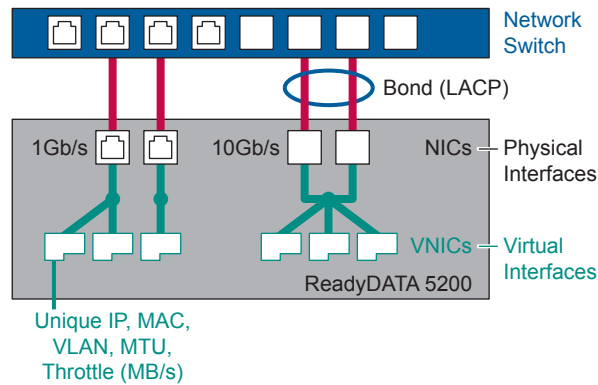 Network
Switch
Bond (LACP)
1Gb/s
10Gb/s
NICs
Physical
Interfaces
VNICs
Virtual
Interfaces
ReadyDATA 5200
Unique IP, MAC,
VLAN, MTU,
Throttle (MB/s)